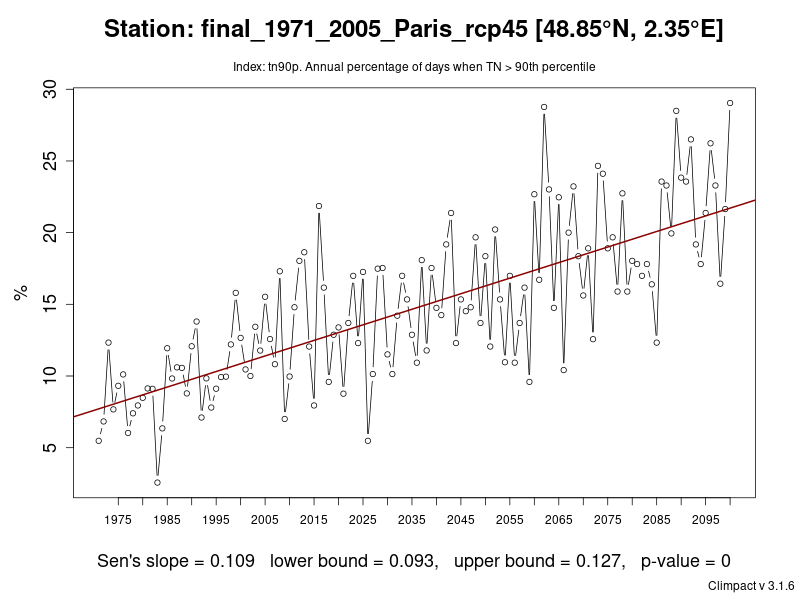 Station: final_1971_2005_Paris_rcp45 [48.85°N, 2.35°E]
Index: tn90p. Annual percentage of days when TN > 90th percentile
%
30
25
20
15
10
5
1975 1985 1995 2005 2015 2025 2035 2045 2055 2065 2075 2085 2095
Sen's slope = 0.109 lower bound = 0.093, upper bound = 0.127, p-value = 0
Climpact v 3.1.6